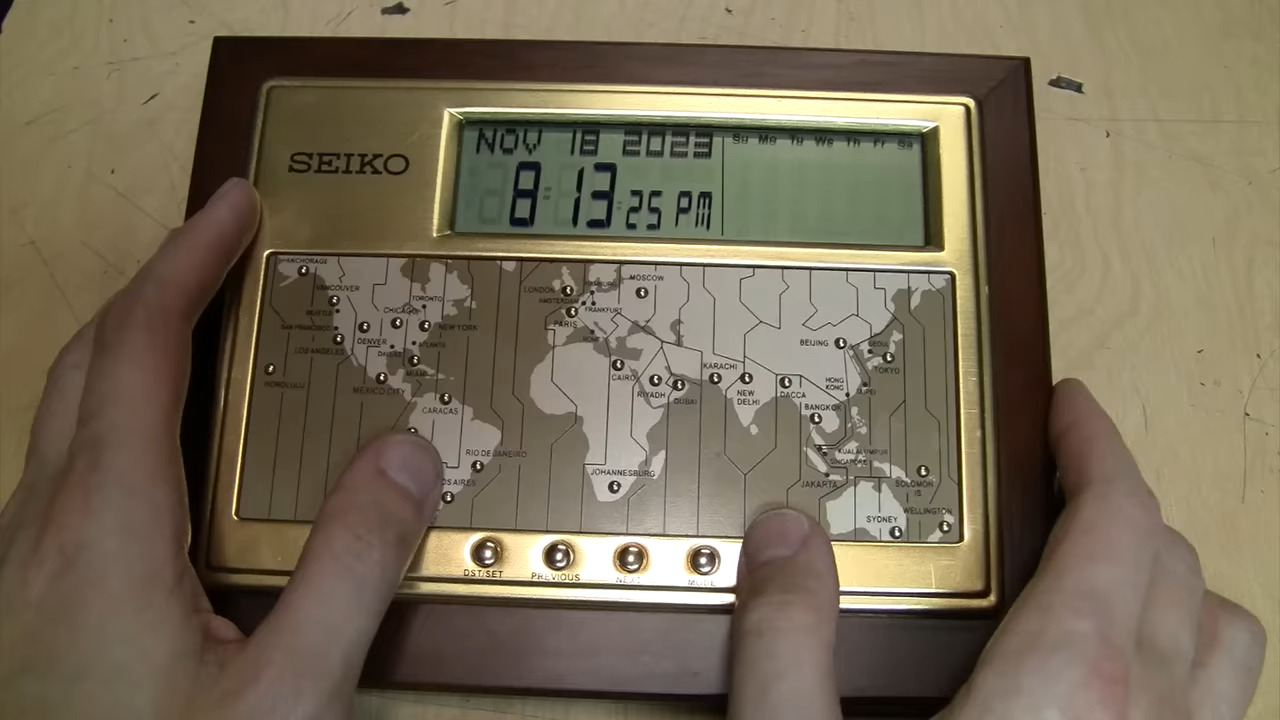 NOV 18 2023
Su Mo Tu We Th Fr Sa
SEIKO
8:13:25 PM
ANCHORAGE
VANCOUVER
SEATTLE
SAN FRANCISCO
LOS ANGELES
HONOLULU
DENVER
CHICAGO
TORONTO
NEW YORK
DALLAS
ATLANTA
MIAMI
MEXICO CITY
CARACAS
RIO DE JANEIRO
OS AIRES
LONDON
HAMBURG
AMSTERDAM
FRANKFURT
PARIS
ROME
MOSCOW
CAIRO
RIYADH
DUBAI
KARACHI
NEW
DELHI
DACCA
JOHANNESBURG
BEIJING
SEOUL
TOKYO
HONG
KONG
TAIPEI
BANGKOK
KUALALUMPUR
SINGAPORE
JAKARTA
SOLOMON
IS.
SYDNEY
WELLINGTON
DST/SET
PREVIOUS
NEXT
MODE